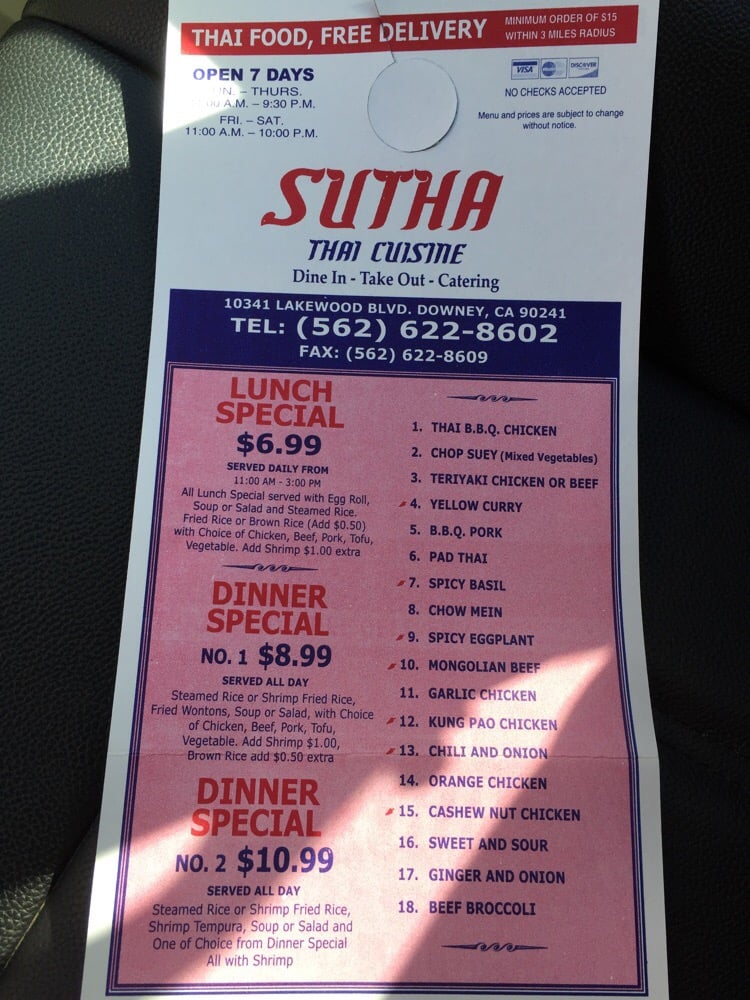 THAI FOOD, FREE DELIVERY
MINIMUM ORDER OF $15
WITHIN 3 MILES RADIUS
OPEN 7 DAYS
– THURS.
A.M. – 9:30 P.M.
FRI. – SAT.
11:00 A.M. – 10:00 P.M.
VISA MasterCard DISCOVER
NO CHECKS ACCEPTED
Menu and prices are subject to change
without notice.
SUTHA
THAI CUISINE
Dine In - Take Out - Catering
10341 LAKEWOOD BLVD. DOWNEY, CA 90241
TEL: (562) 622-8602
FAX: (562) 622-8609
LUNCH
SPECIAL
$6.99
SERVED DAILY FROM
11:00 AM - 3:00 PM
All Lunch Special served with Egg Roll,
Soup or Salad and Steamed Rice.
Fried Rice or Brown Rice (Add $0.50)
with Choice of Chicken, Beef, Pork, Tofu,
Vegetable. Add Shrimp $1.00 extra
DINNER
SPECIAL
NO. 1 $8.99
SERVED ALL DAY
Steamed Rice or Shrimp Fried Rice,
Fried Wontons, Soup or Salad, with Choice
of Chicken, Beef, Pork, Tofu,
Vegetable. Add Shrimp $1.00,
Brown Rice add $0.50 extra
DINNER
SPECIAL
NO. 2 $10.99
SERVED ALL DAY
Steamed Rice or Shrimp Fried Rice,
Shrimp Tempura, Soup or Salad and
One of Choice from Dinner Special
All with Shrimp
1. THAI B.B.Q. CHICKEN
2. CHOP SUEY (Mixed Vegetables)
3. TERIYAKI CHICKEN OR BEEF
4. YELLOW CURRY
5. B.B.Q. PORK
6. PAD THAI
7. SPICY BASIL
8. CHOW MEIN
9. SPICY EGGPLANT
10. MONGOLIAN BEEF
11. GARLIC CHICKEN
12. KUNG PAO CHICKEN
13. CHILI AND ONION
14. ORANGE CHICKEN
15. CASHEW NUT CHICKEN
16. SWEET AND SOUR
17. GINGER AND ONION
18. BEEF BROCCOLI